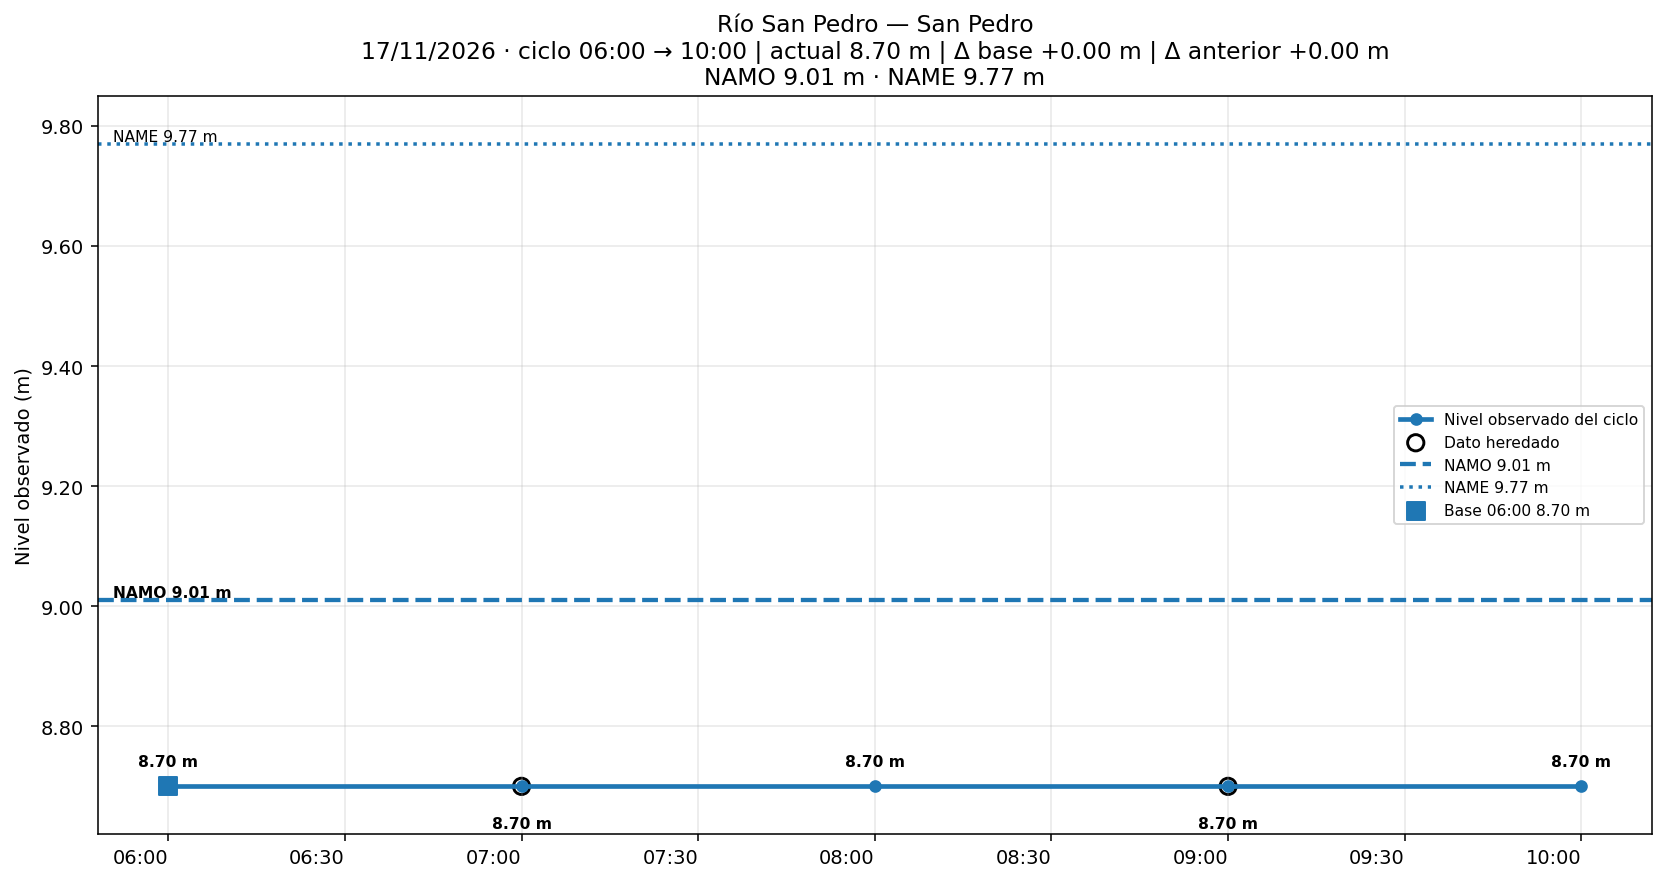 Río San Pedro — San Pedro
17/11/2026 · ciclo 06:00 → 10:00 | actual 8.70 m | Δ base +0.00 m | Δ anterior +0.00 m
NAMO 9.01 m · NAME 9.77 m
Nivel observado (m)
9.80
9.60
9.40
9.20
9.00
8.80
NAME 9.77 m
NAMO 9.01 m
Nivel observado del ciclo
Dato heredado
NAMO 9.01 m
NAME 9.77 m
Base 06:00 8.70 m
8.70 m
8.70 m
8.70 m
8.70 m
8.70 m
06:00
06:30
07:00
07:30
08:00
08:30
09:00
09:30
10:00